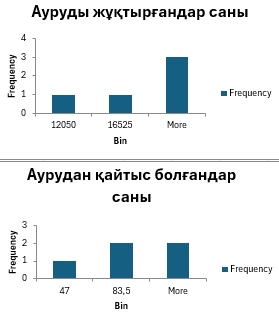 Ауруды жұқтырғандар саны
4
3
2
1
0
Frequency
12050
16525
More
Bin
Frequency
Аурудан қайтыс болғандар
саны
3
2
1
0
Frequency
47
83,5
More
Bin
Frequency